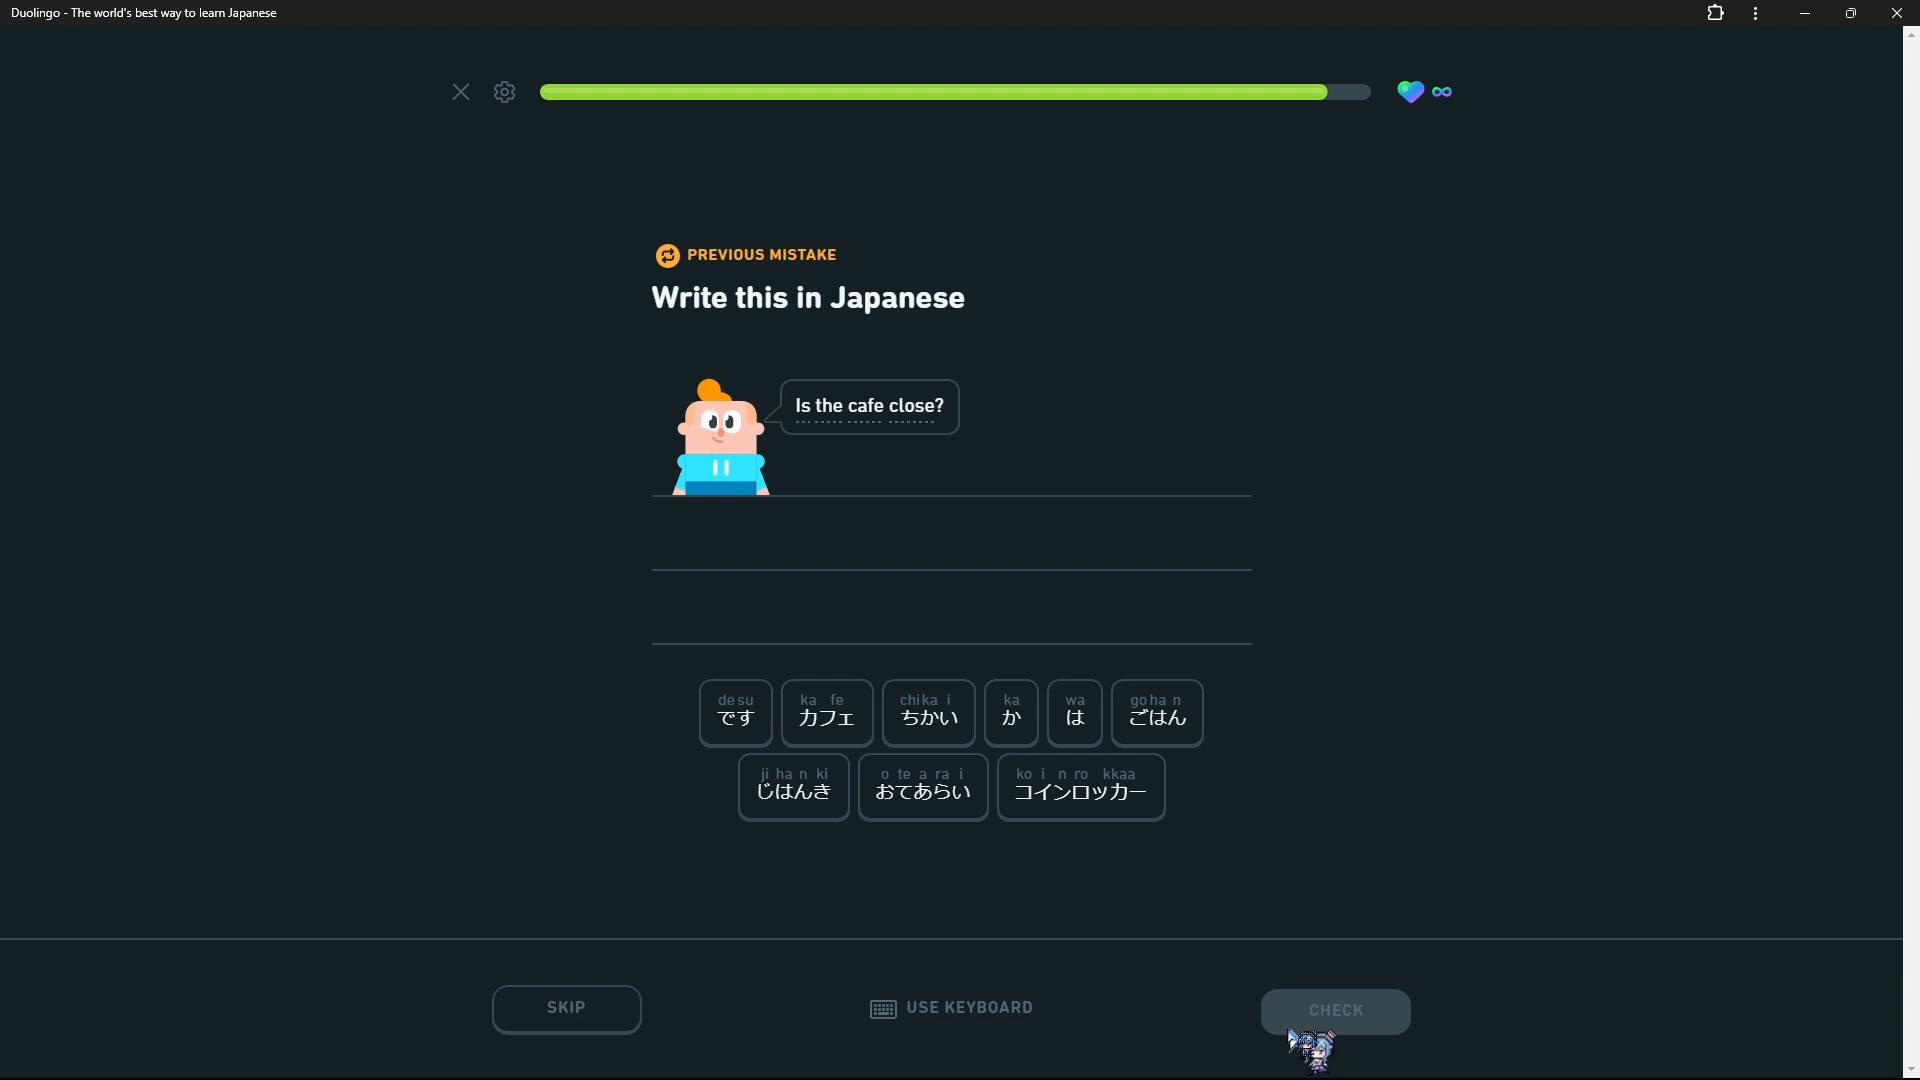 Duolingo - The world's best way to learn Japanese
PREVIOUS MISTAKE
Write this in Japanese
Is the cafe close?
de su ka fe chi ka i ka wa go ha n
です カフェ ちかい か は ごはん
ji ha n ki o te a ra i ko i n ro kkaa
じはんき おてあらい コインロッカー
SKIP USE KEYBOARD CHECK